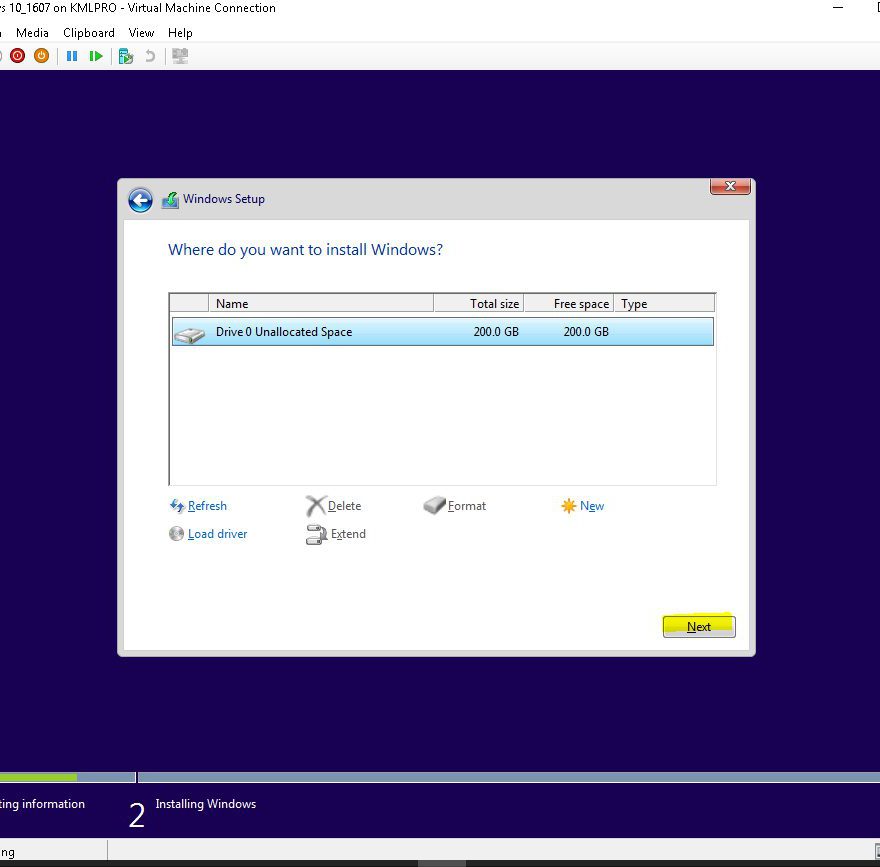 s 10_1607 on KMLPRO - Virtual Machine Connection
Media Clipboard View Help
Windows Setup
Where do you want to install Windows?
Name Total size Free space Type
Drive 0 Unallocated Space 200.0 GB 200.0 GB
Refresh Delete Format New
Load driver Extend
Next
ting information 2 Installing Windows
ng